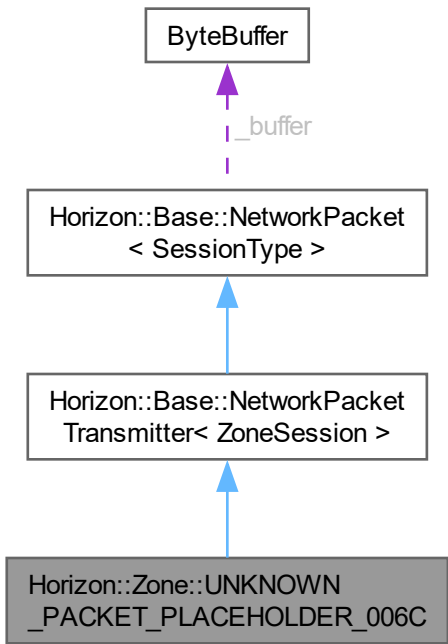 ByteBuffer
_buffer
Horizon::Base::NetworkPacket
< SessionType >
Horizon::Base::NetworkPacket
Transmitter< ZoneSession >
Horizon::Zone::UNKNOWN
_PACKET_PLACEHOLDER_006C